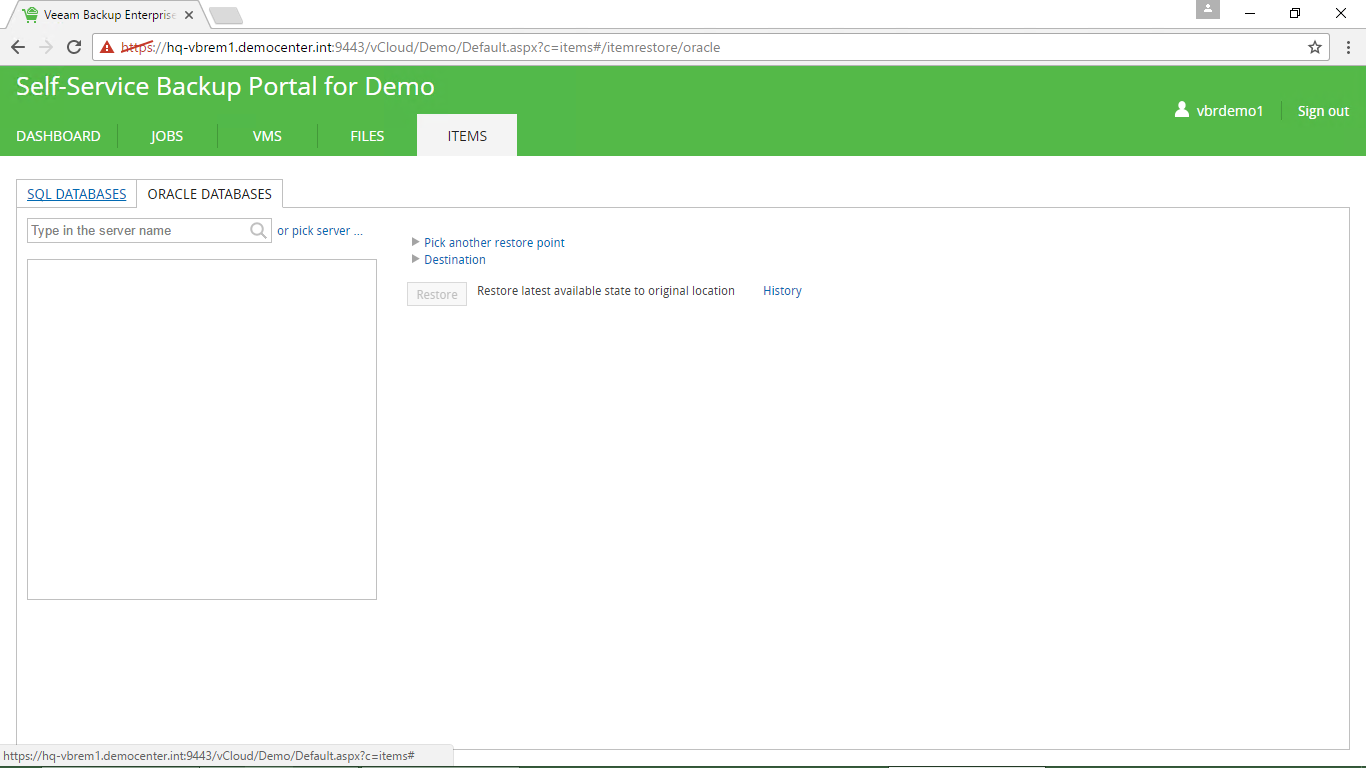 Veeam Backup Enterprise
https://hq-vbrem1.democenter.int:9443/vCloud/Demo/Default.aspx?c=items#/itemrestore/oracle
Self-Service Backup Portal for Demo
vbrdemo1 Sign out
DASHBOARD JOBS VMS FILES ITEMS
SQL DATABASES ORACLE DATABASES
Type in the server name or pick server ...
Pick another restore point
Destination
Restore Restore latest available state to original location History
https://hq-vbrem1.democenter.int:9443/vCloud/Demo/Default.aspx?c=items#